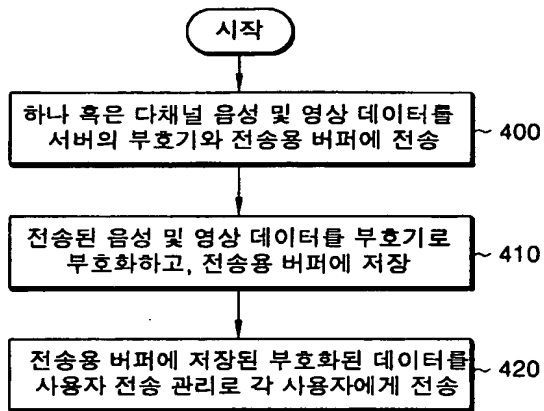 시작
하나 혹은 다채널 음성 및 영상 데이터를
서버의 부호기와 전송용 버퍼에 전송
~ 400
전송된 음성 및 영상 데이터를 부호기로
부호화하고, 전송용 버퍼에 저장
~ 410
전송용 버퍼에 저장된 부호화된 데이터를
사용자 전송 관리로 각 사용자에게 전송
~ 420